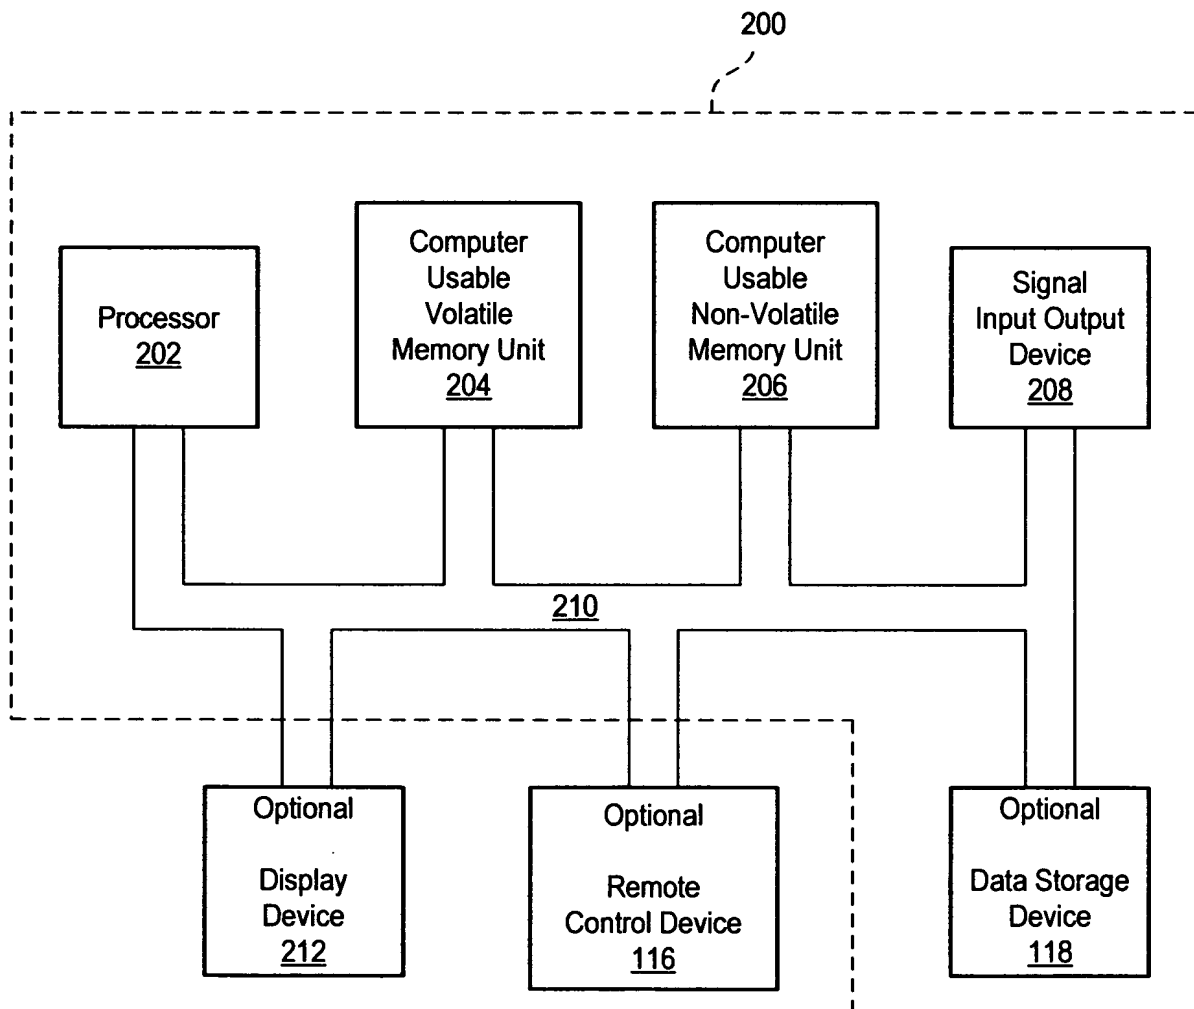 200
Processor
202
Computer
Usable
Volatile
Memory Unit
204
Computer
Usable
Non-Volatile
Memory Unit
206
Signal
Input Output
Device
208
210
Optional
Display
Device
212
Optional
Remote
Control Device
116
Optional
Data Storage
Device
118